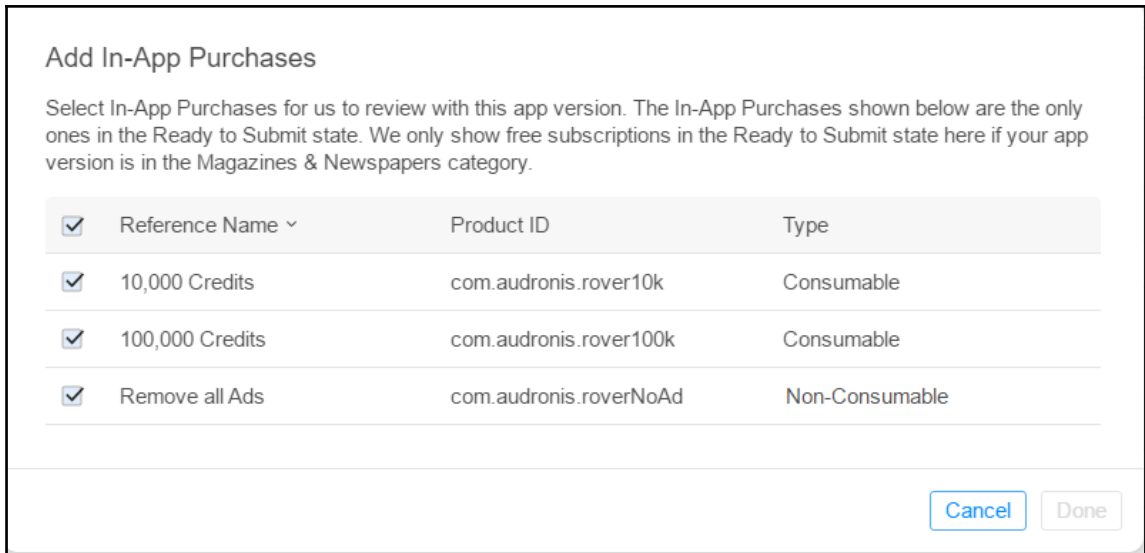 Add In-App Purchases
Select In-App Purchases for us to review with this app version. The In-App Purchases shown below are the only
ones in the Ready to Submit state. We only show free subscriptions in the Ready to Submit state here if your app
version is in the Magazines & Newspapers category.
Reference Name Product ID Type
10,000 Credits com.audronis.rover10k Consumable
100,000 Credits com.audronis.rover100k Consumable
Remove all Ads com.audronis.roverNoAd Non-Consumable
Cancel Done